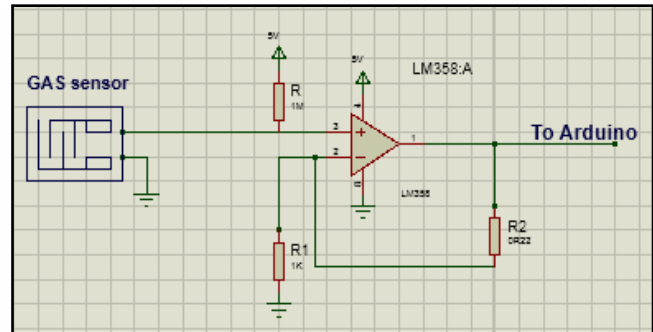 5V
5V
LM358:A
GAS sensor
R
1M
3
1
To Arduino
2
LM358
R2
0R22
R1
1K